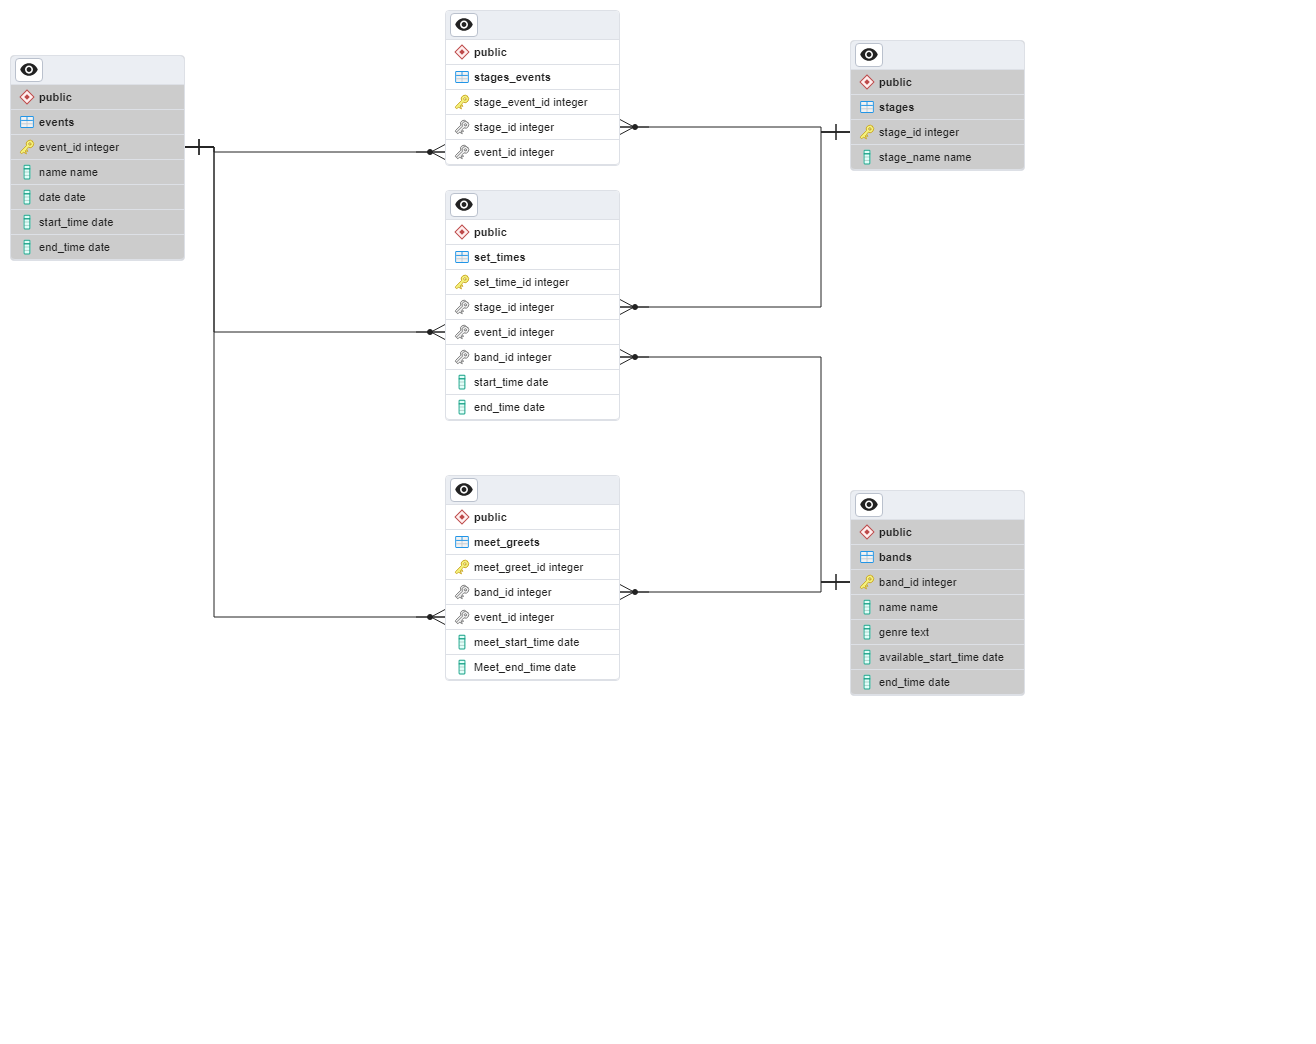 public
events
event_id integer
name name
date date
start_time date
end_time date
public
stages_events
stage_event_id integer
stage_id integer
event_id integer
public
set_times
set_time_id integer
stage_id integer
event_id integer
band_id integer
start_time date
end_time date
public
meet_greets
meet_greet_id integer
band_id integer
event_id integer
meet_start_time date
Meet_end_time date
public
stages
stage_id integer
stage_name name
public
bands
band_id integer
name name
genre text
available_start_time date
end_time date